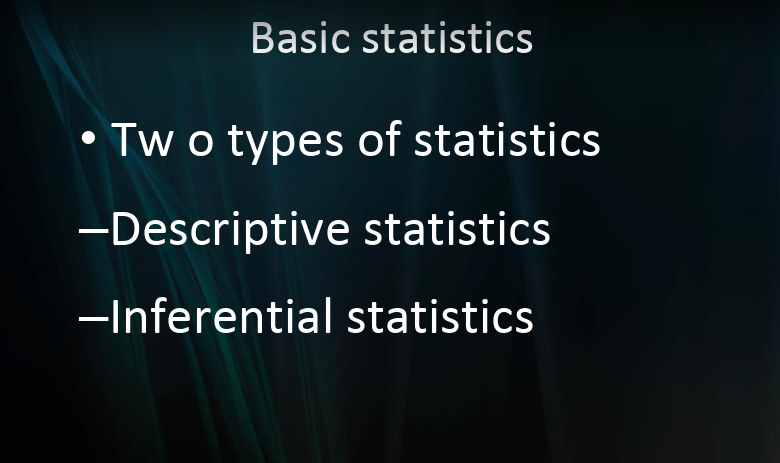 Basic statistics
• Tw o types of statistics
–Descriptive statistics
–Inferential statistics